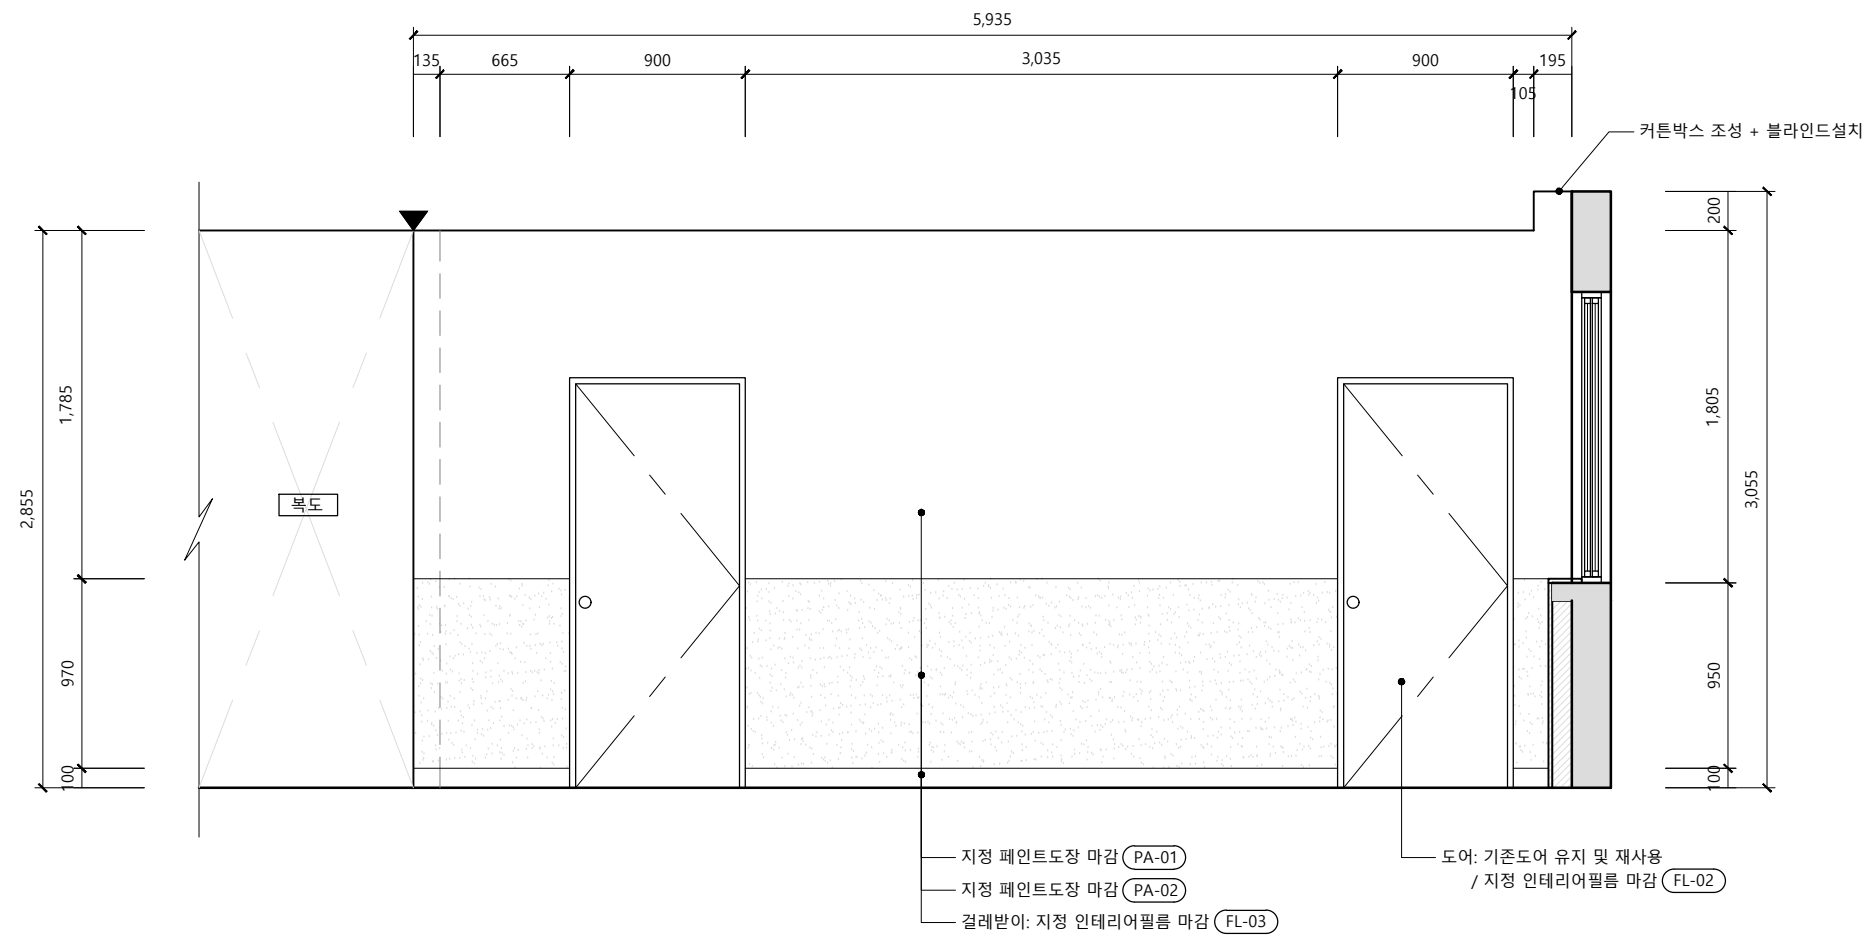 5,935
135
665
900
3,035
900
105
195
커튼박스 조성 + 블라인드설치
200
1,785
1,805
2,855
복도
3,055
970
950
100
100
지정 페인트도장 마감 PA-01
도어: 기존도어 유지 및 재사용
/ 지정 인테리어필름 마감 FL-02
지정 페인트도장 마감 PA-02
걸레받이: 지정 인테리어필름 마감 FL-03